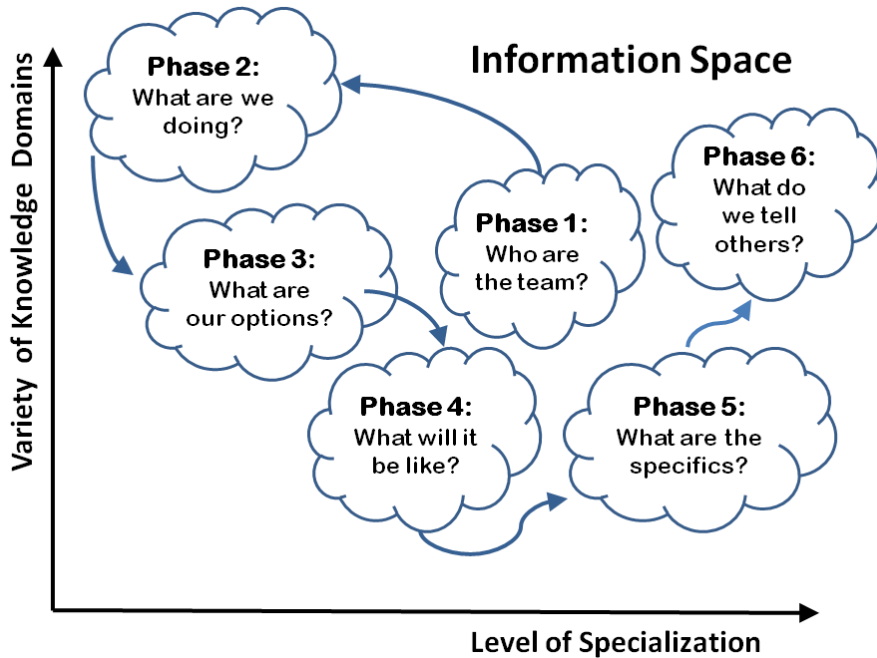 Information Space
Variety of Knowledge Domains
Phase 2:
What are we
doing?
Phase 1:
Who are
the team?
Phase 6:
What do
we tell
others?
Phase 3:
What are
our options?
Phase 4:
What will it
be like?
Phase 5:
What are the
specifics?
Level of Specialization